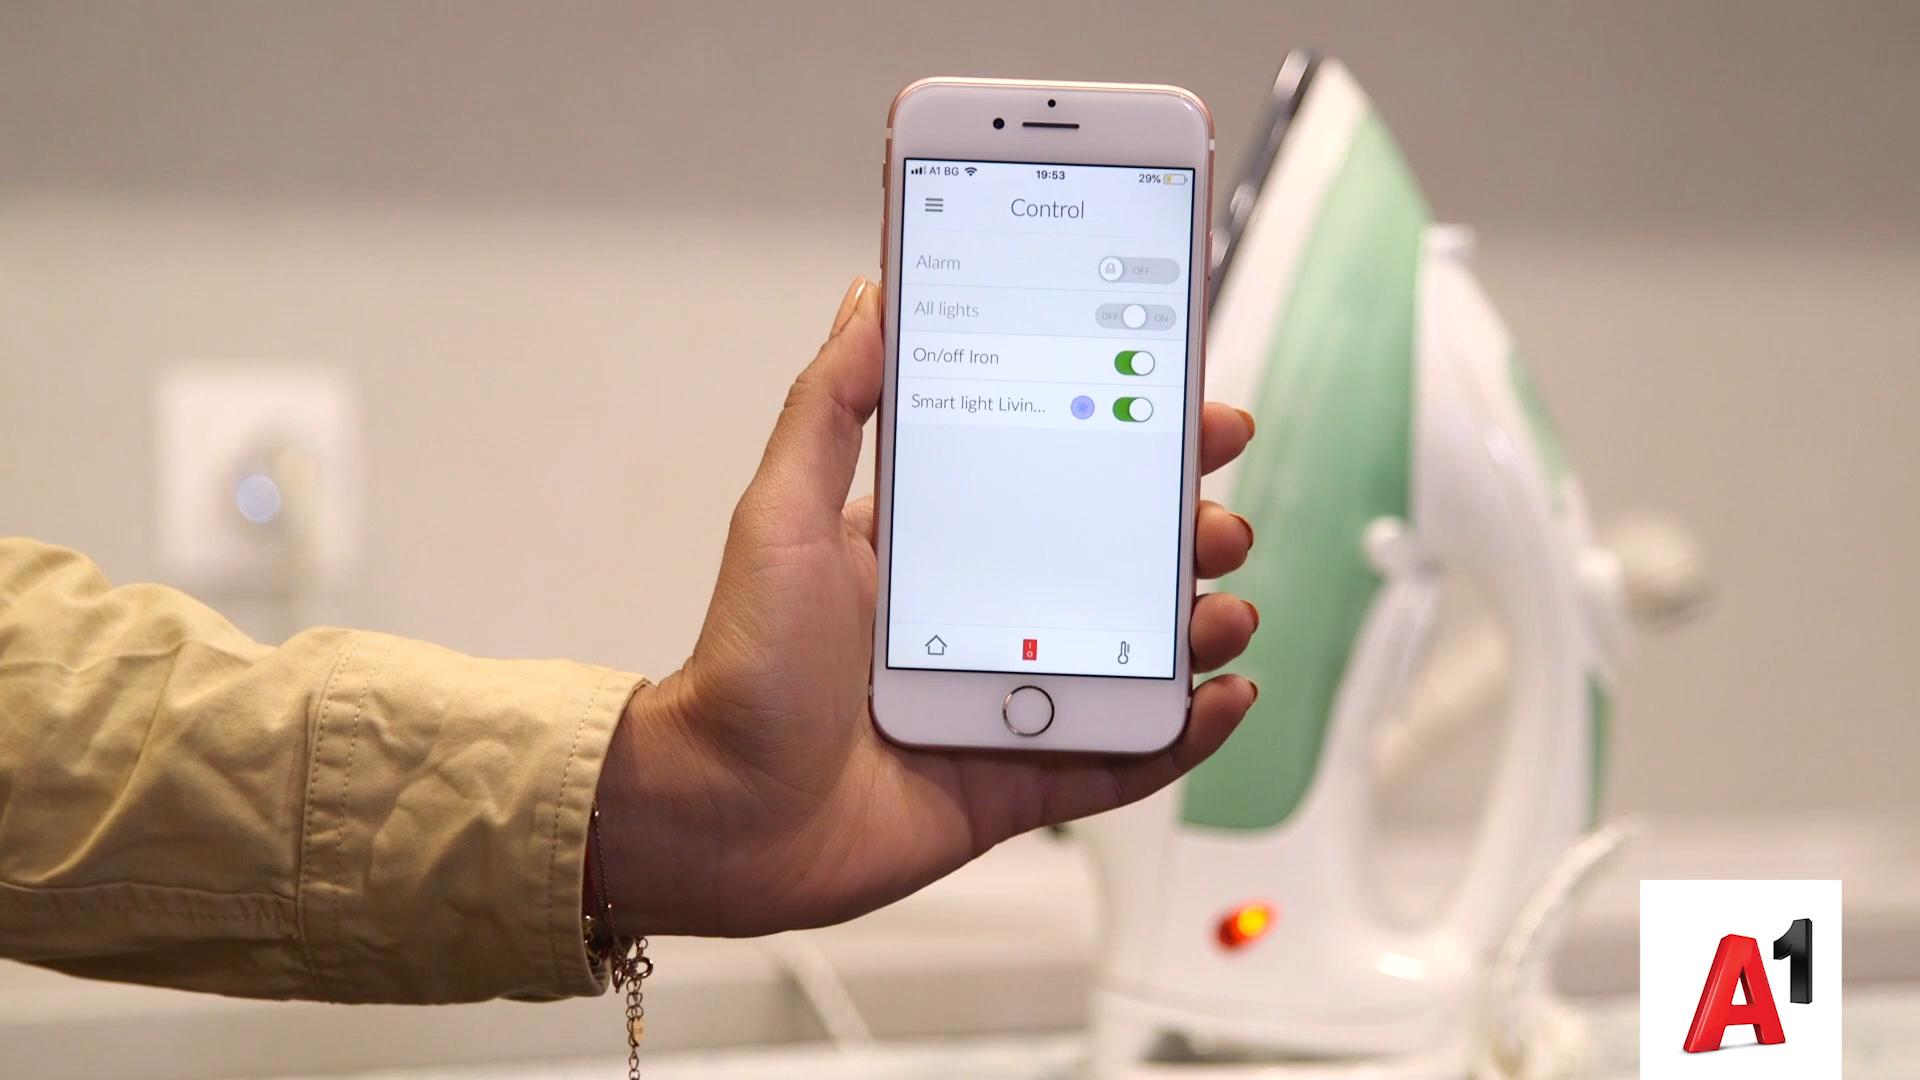 A1 BG 19:53 29%
Control
Alarm OFF
All lights OFF ON
On/off Iron
Smart light Livin...
I
O
A1